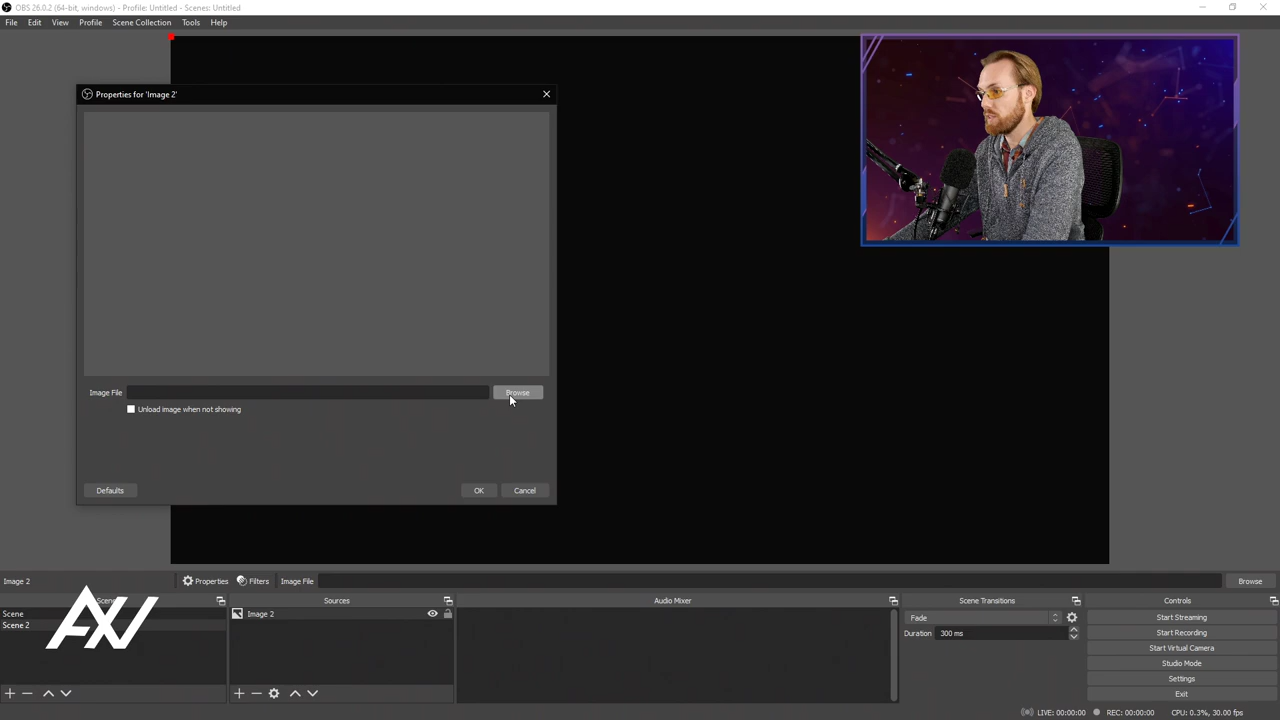 OBS 26.0.2 (64-bit, windows) - Profile: Untitled - Scenes: Untitled
File Edit View Profile Scene Collection Tools Help
Properties for 'Image 2'
Image File Browse
Unload image when not showing
Defaults OK Cancel
Image 2 Properties Filters Image File Browse
Scenes Sources Audio Mixer Scene Transitions Controls
Scene Image 2 Fade Start Streaming
Scene 2 Duration 300 ms Start Recording
Start Virtual Camera
Studio Mode
Settings
Exit
LIVE: 00:00:00 REC: 00:00:00 CPU: 0.3%, 30.00 fps